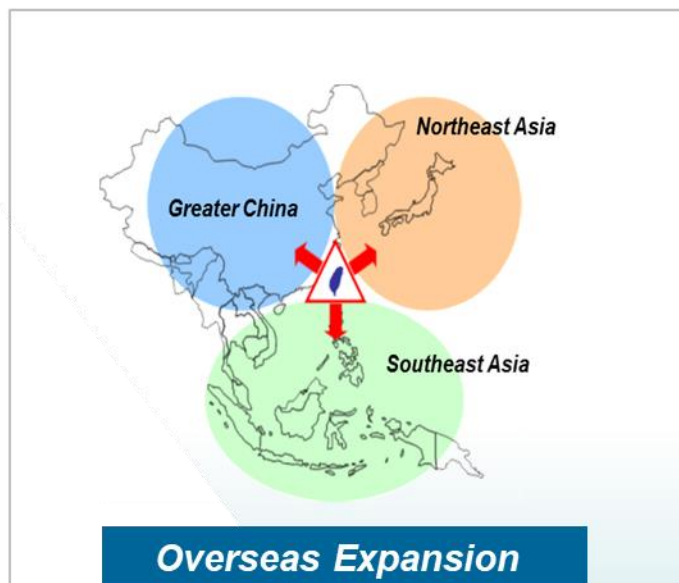 Northeast Asia
Greater China
Southeast Asia
Overseas Expansion